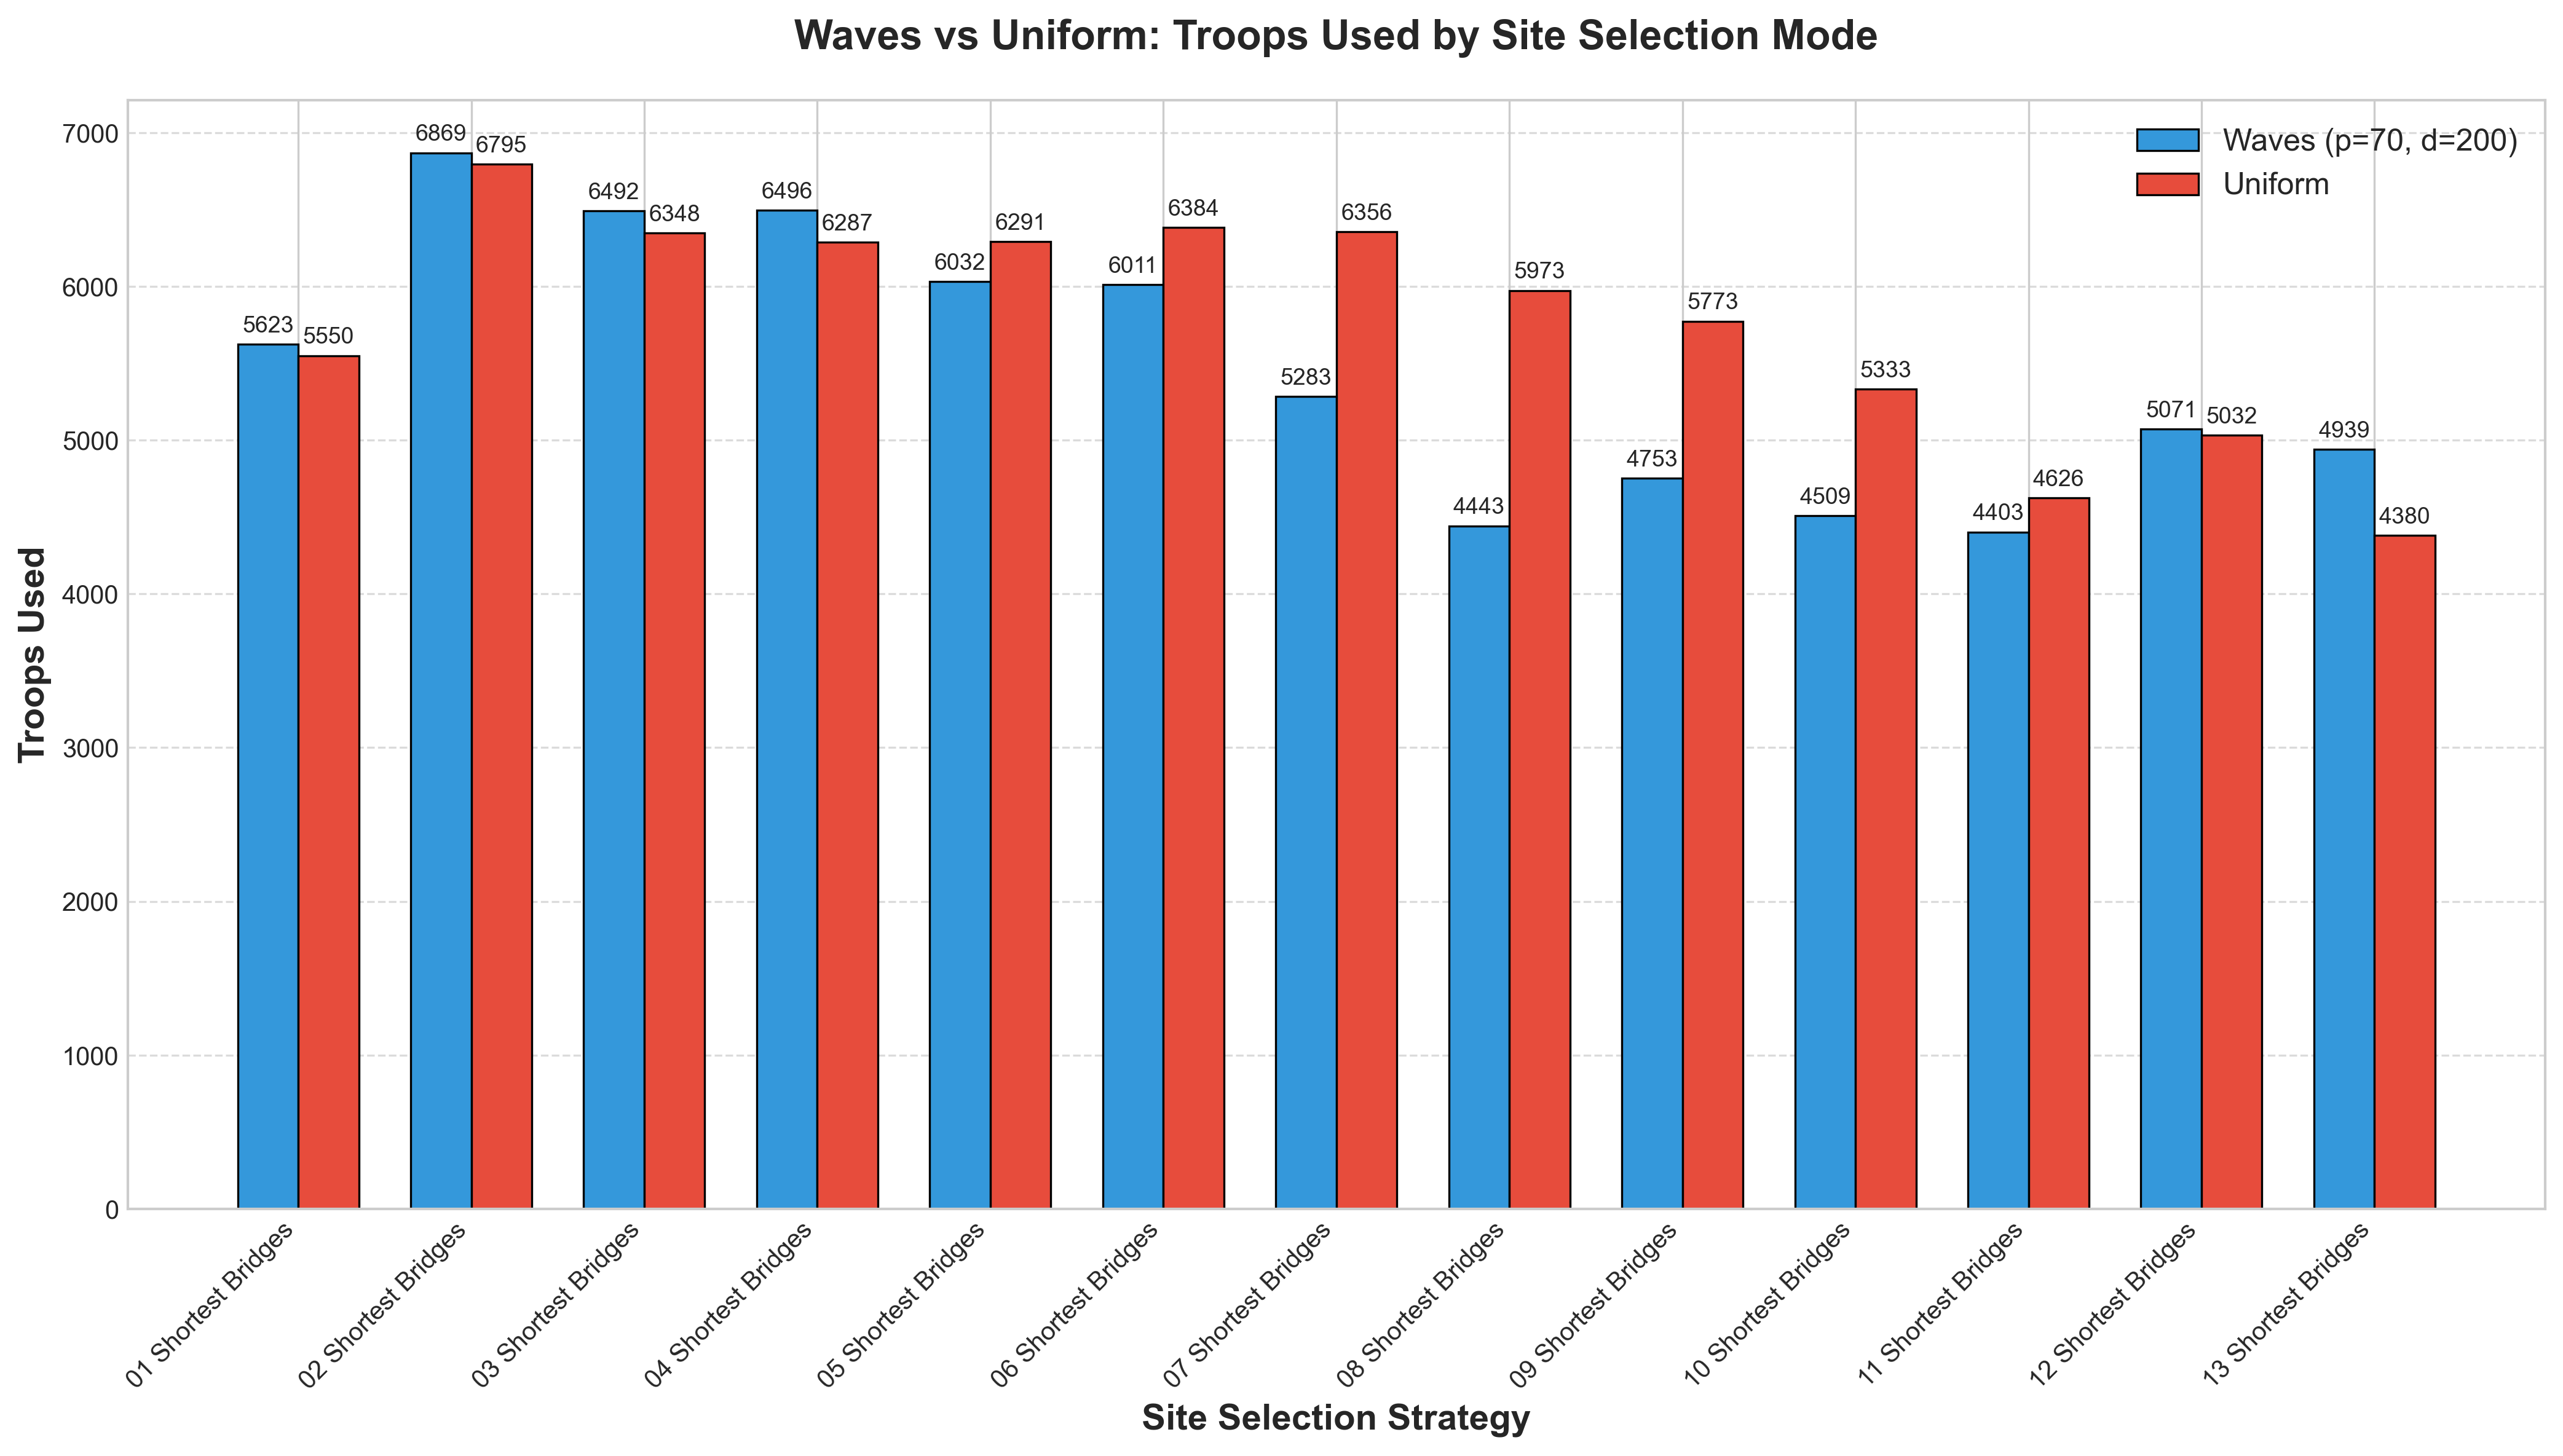 Waves vs Uniform: Troops Used by Site Selection Mode
Waves (p=70, d=200)
Uniform
Troops Used
7000
6000
5000
4000
3000
2000
1000
0
5623
5550
6869
6795
6492
6348
6496
6287
6032
6291
6011
6384
5283
6356
4443
5973
4753
5773
4509
5333
4403
4626
5071
5032
4939
4380
01 Shortest Bridges
02 Shortest Bridges
03 Shortest Bridges
04 Shortest Bridges
05 Shortest Bridges
06 Shortest Bridges
07 Shortest Bridges
08 Shortest Bridges
09 Shortest Bridges
10 Shortest Bridges
11 Shortest Bridges
12 Shortest Bridges
13 Shortest Bridges
Site Selection Strategy